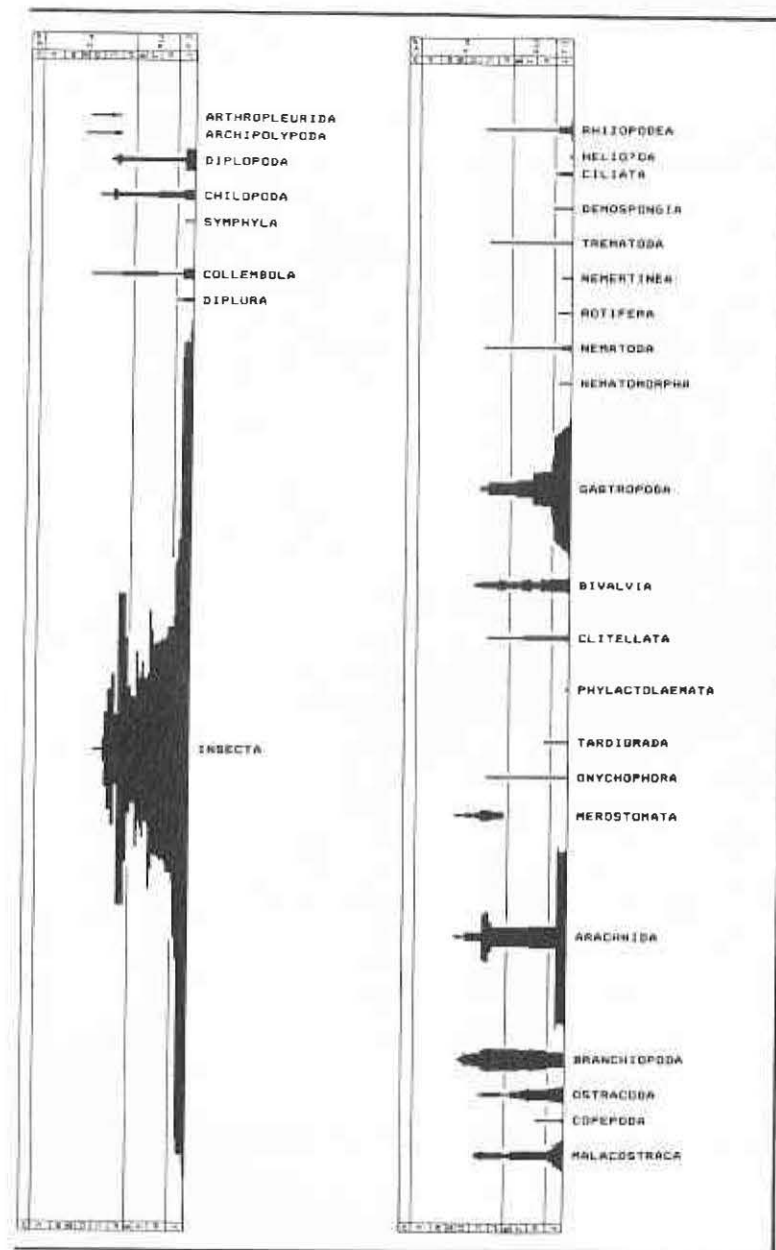 ARTHROPLEURIDA
ARCHIPOLYPODA
DIPLOPODA
CHILOPODA
SYMPHYLA
COLLEMBOLA
DIPLURA
INSECTA
RHIZOPODEA
HELIOZOA
CILIATA
DEMOSPONGIA
TREMATODA
NEMERTINEA
ROTIFERA
NEMATODA
NEMATOMORPHA
GASTROPODA
BIVALVIA
CLITELLATA
PHYLACTOLAEMATA
TARDIGRADA
ONYCHOPHORA
MEROSTOMATA
ARACHNIDA
BRANCHIOPODA
OSTRACODA
COPEPODA
MALACOSTRACA